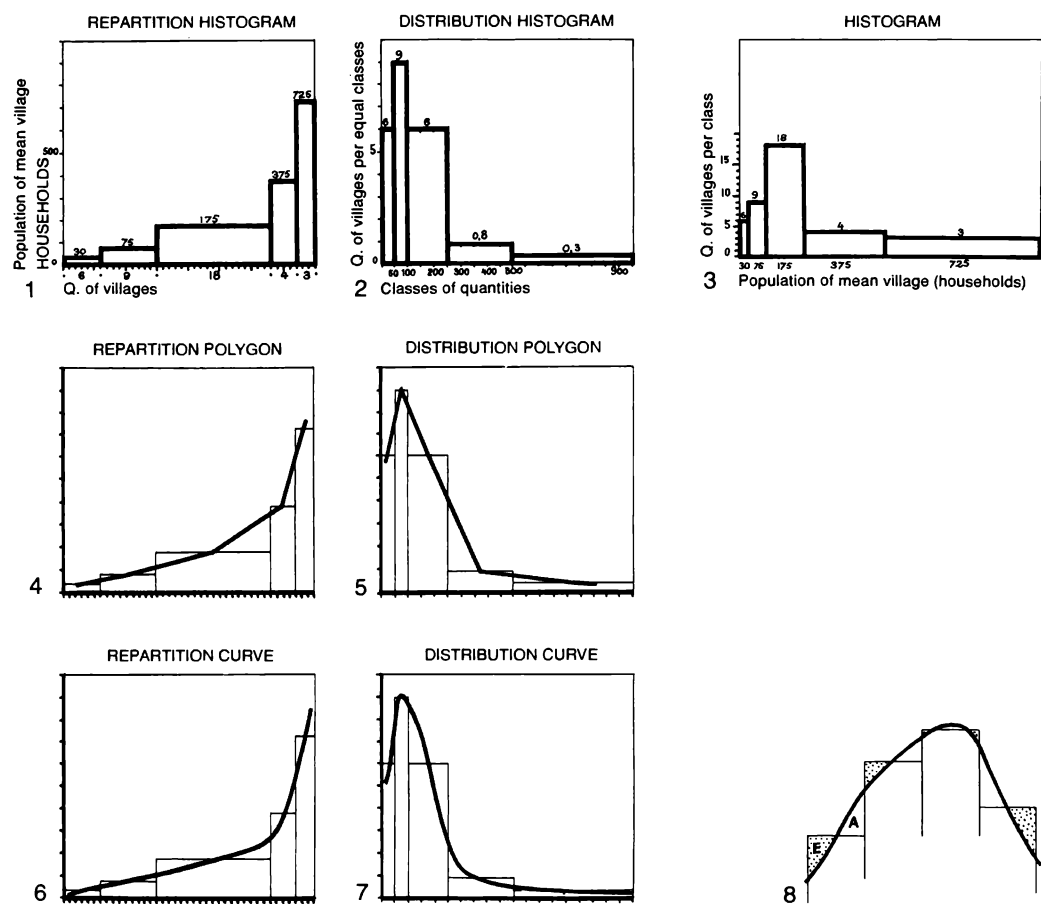 REPARTITION HISTOGRAM
Population of mean village
HOUSEHOLDS
500
0
30
75
175
375
725
6 9 18 4 3
1 Q. of villages
DISTRIBUTION HISTOGRAM
Q. of villages per equal classes
5
0
6
9
6
0,8
0,3
50 100 200 300 400 500 900
2 Classes of quantities
HISTOGRAM
Q. of villages per class
15
10
5
0
6
9
18
4
3
30 75 175 375 725
3 Population of mean village (households)
REPARTITION POLYGON
4
DISTRIBUTION POLYGON
5
REPARTITION CURVE
6
DISTRIBUTION CURVE
7
A
E
8